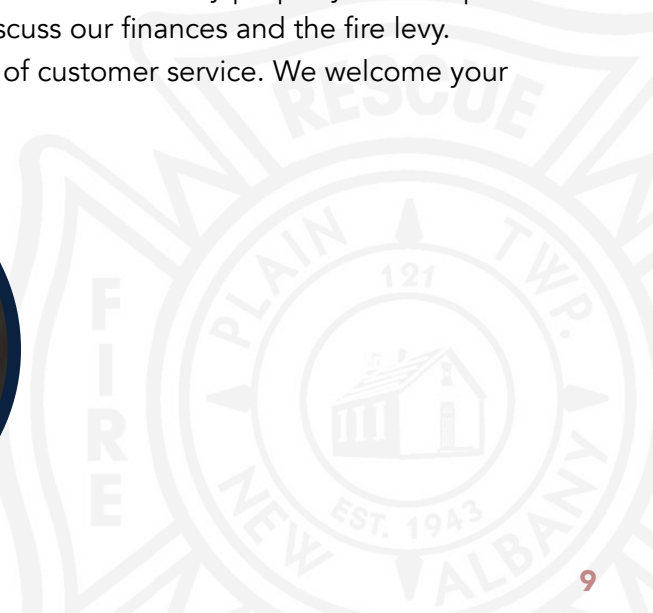 scuss our finances and the fire levy.
of customer service. We welcome your
RESCUE
PLAIN TWP.
121
FIRE
EST. 1943
NEW ALBANY
9